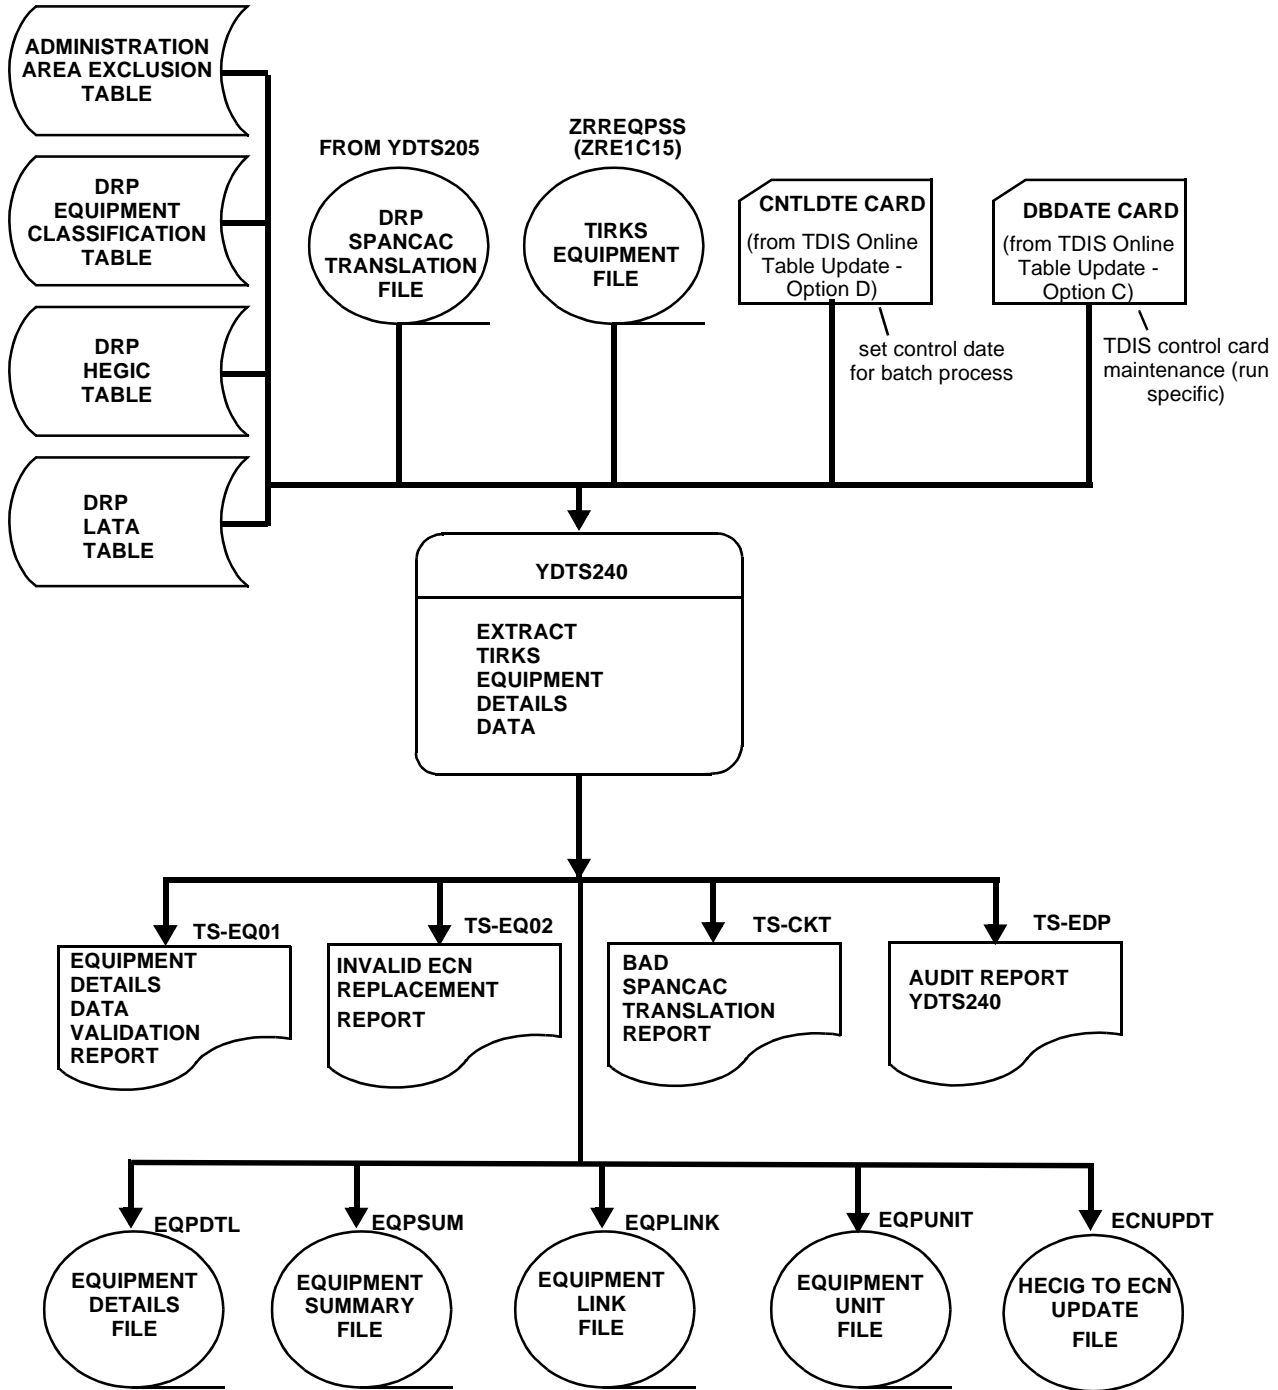 ADMINISTRATION
AREA EXCLUSION
TABLE
DRP
EQUIPMENT
CLASSIFICATION
TABLE
DRP
HEGIC
TABLE
DRP
LATA
TABLE
FROM YDTS205
DRP
SPANCAC
TRANSLATION
FILE
ZRREQPSS
(ZRE1C15)
TIRKS
EQUIPMENT
FILE
CNTLDTE CARD
(from TDIS Online
Table Update -
Option D)
set control date
for batch process
DBDATE CARD
(from TDIS Online
Table Update -
Option C)
TDIS control card
maintenance (run
specific)
YDTS240
EXTRACT
TIRKS
EQUIPMENT
DETAILS
DATA
TS-EQ01
EQUIPMENT
DETAILS
DATA
VALIDATION
REPORT
TS-EQ02
INVALID ECN
REPLACEMENT
REPORT
TS-CKT
BAD
SPANCAC
TRANSLATION
REPORT
TS-EDP
AUDIT REPORT
YDTS240
EQPDTL
EQUIPMENT
DETAILS
FILE
EQPSUM
EQUIPMENT
SUMMARY
FILE
EQPLINK
EQUIPMENT
LINK
FILE
EQPUNIT
EQUIPMENT
UNIT
FILE
ECNUPDT
HECIG TO ECN
UPDATE
FILE